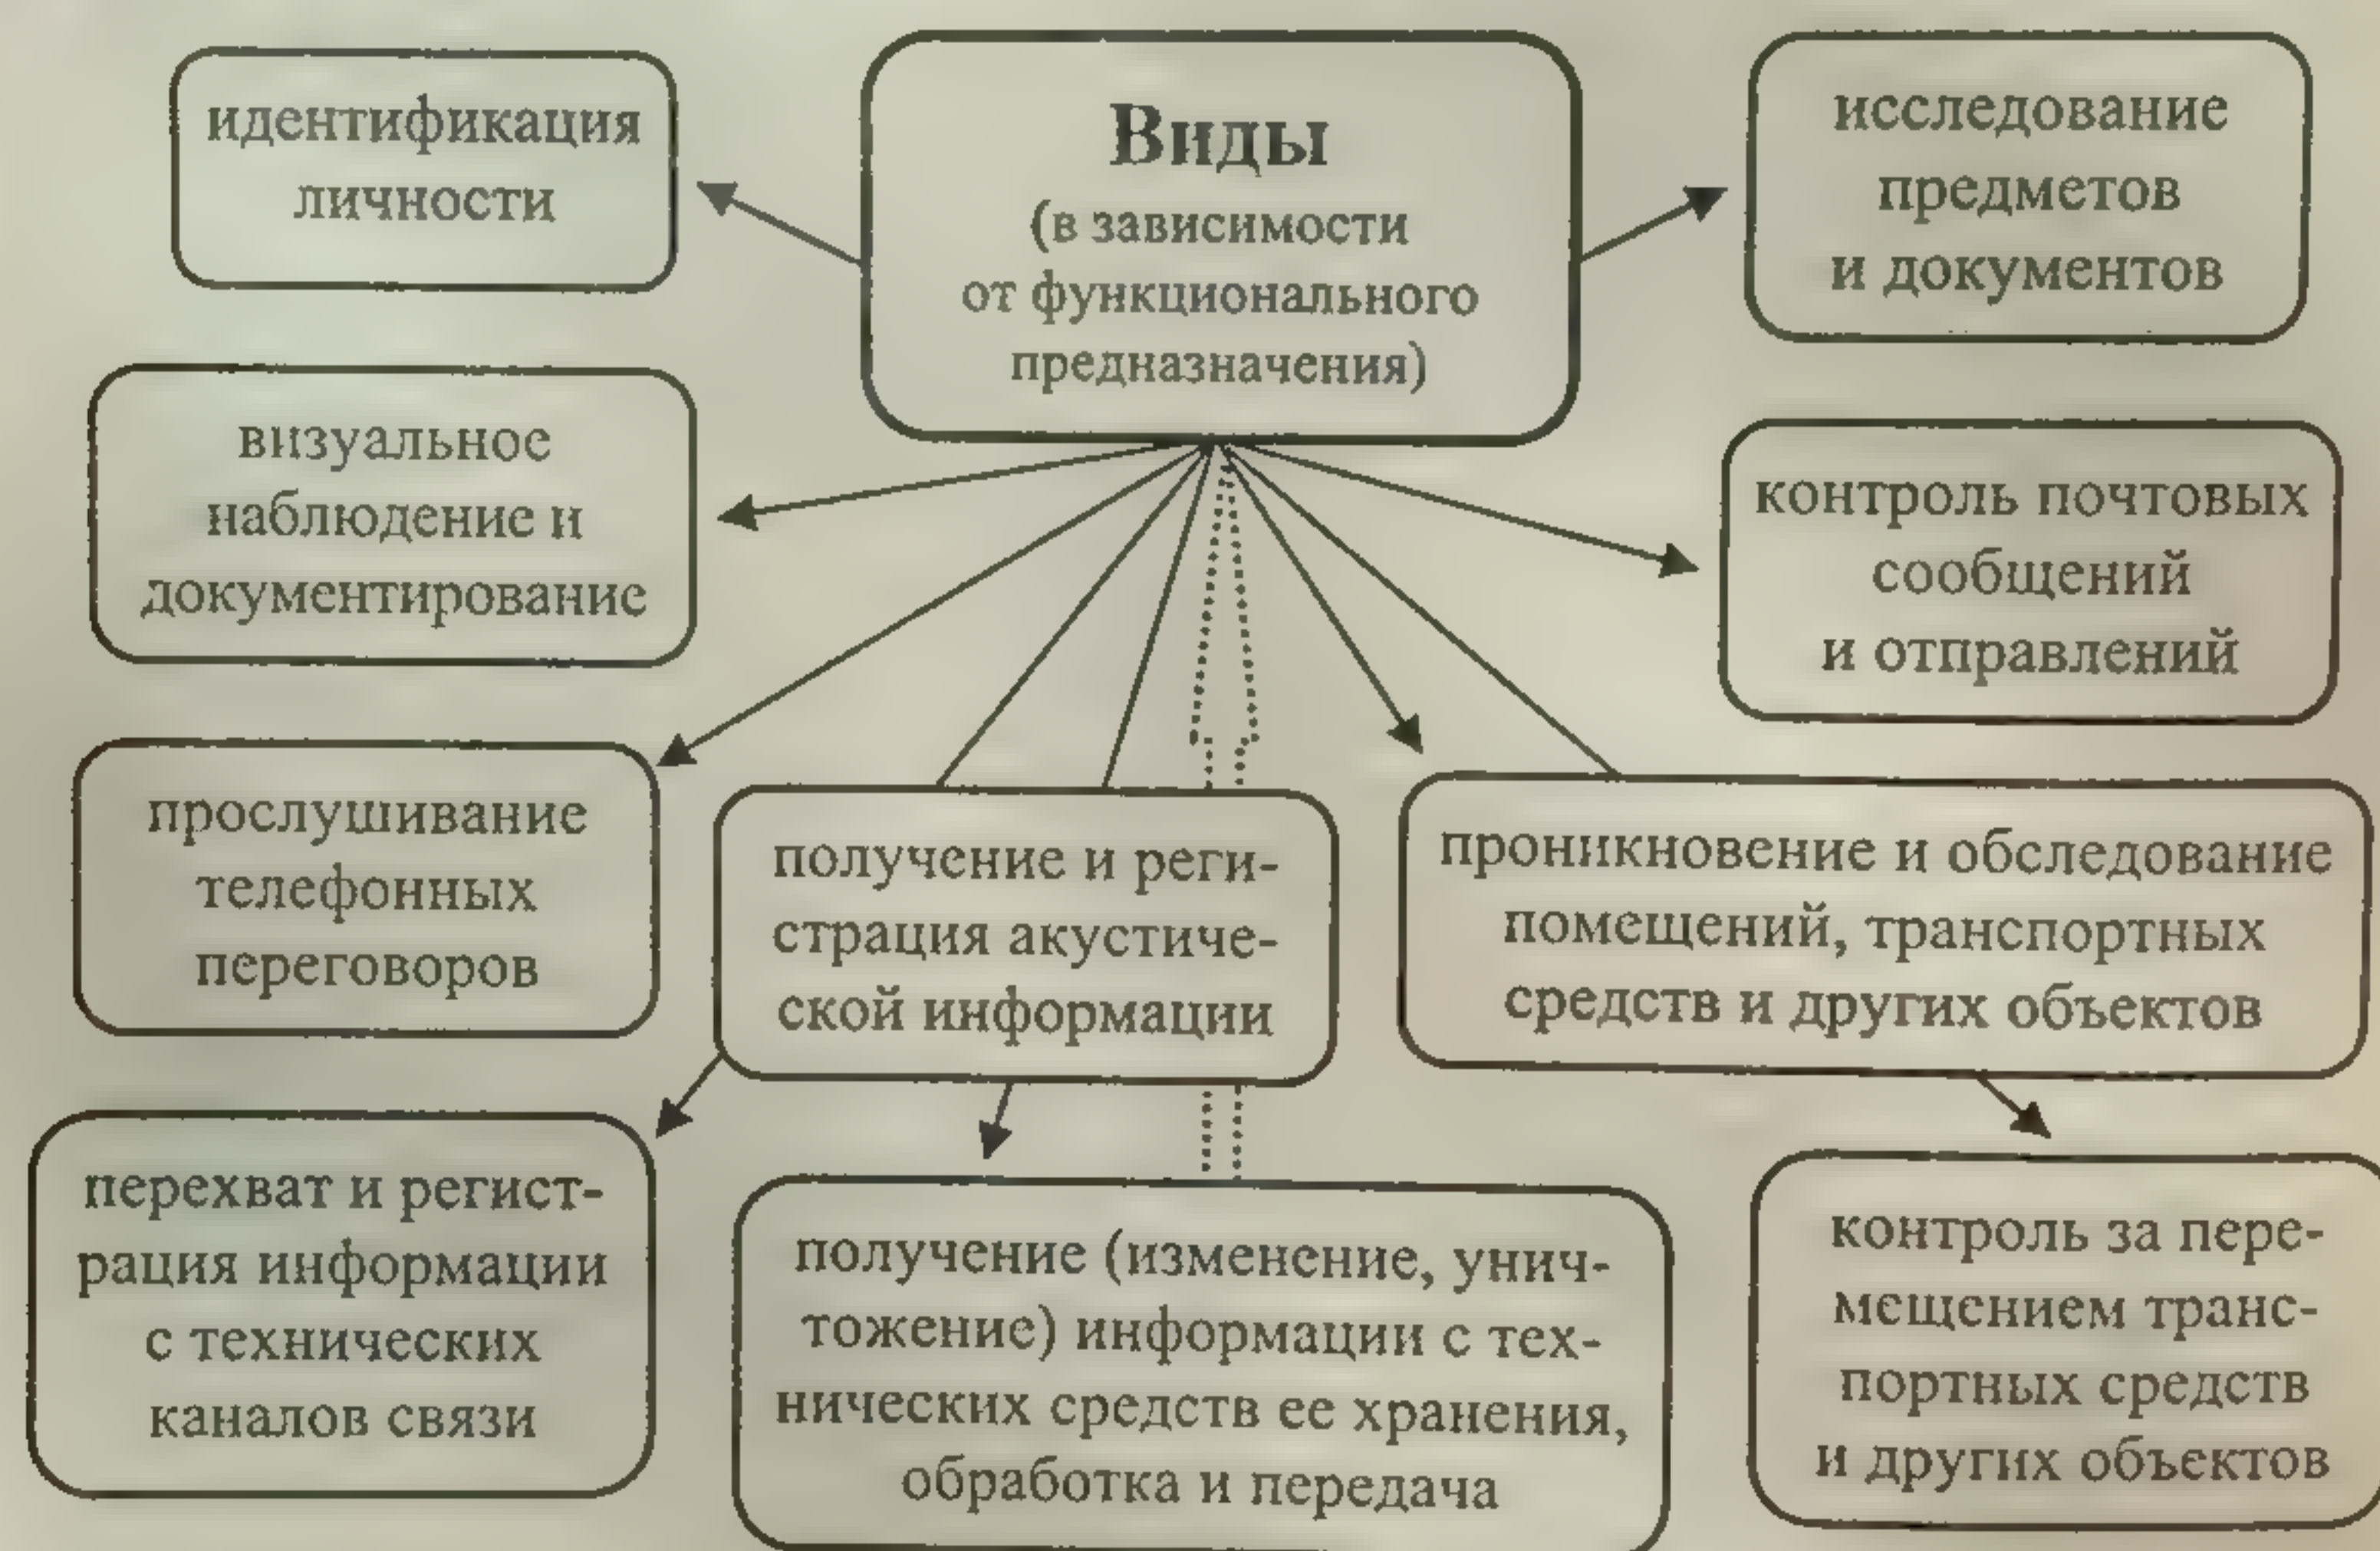 идентификация
личности
Виды
(в зависимости
от функционального
предназначения)
исследование
предметов
и документов
визуальное
наблюдение и
документирование
контроль почтовых
сообщений
и отправлений
прослушивание
телефонных
переговоров
получение и реги-
страция акустиче-
ской информации
проникновение и обследование
помещений, транспортных
средств и других объектов
перехват и регист-
рация информации
с технических
каналов связи
получение (изменение, унич-
тожение) информации с тех-
нических средств ее хранения,
обработка и передача
контроль за пере-
мещением транс-
портных средств
и других объектов